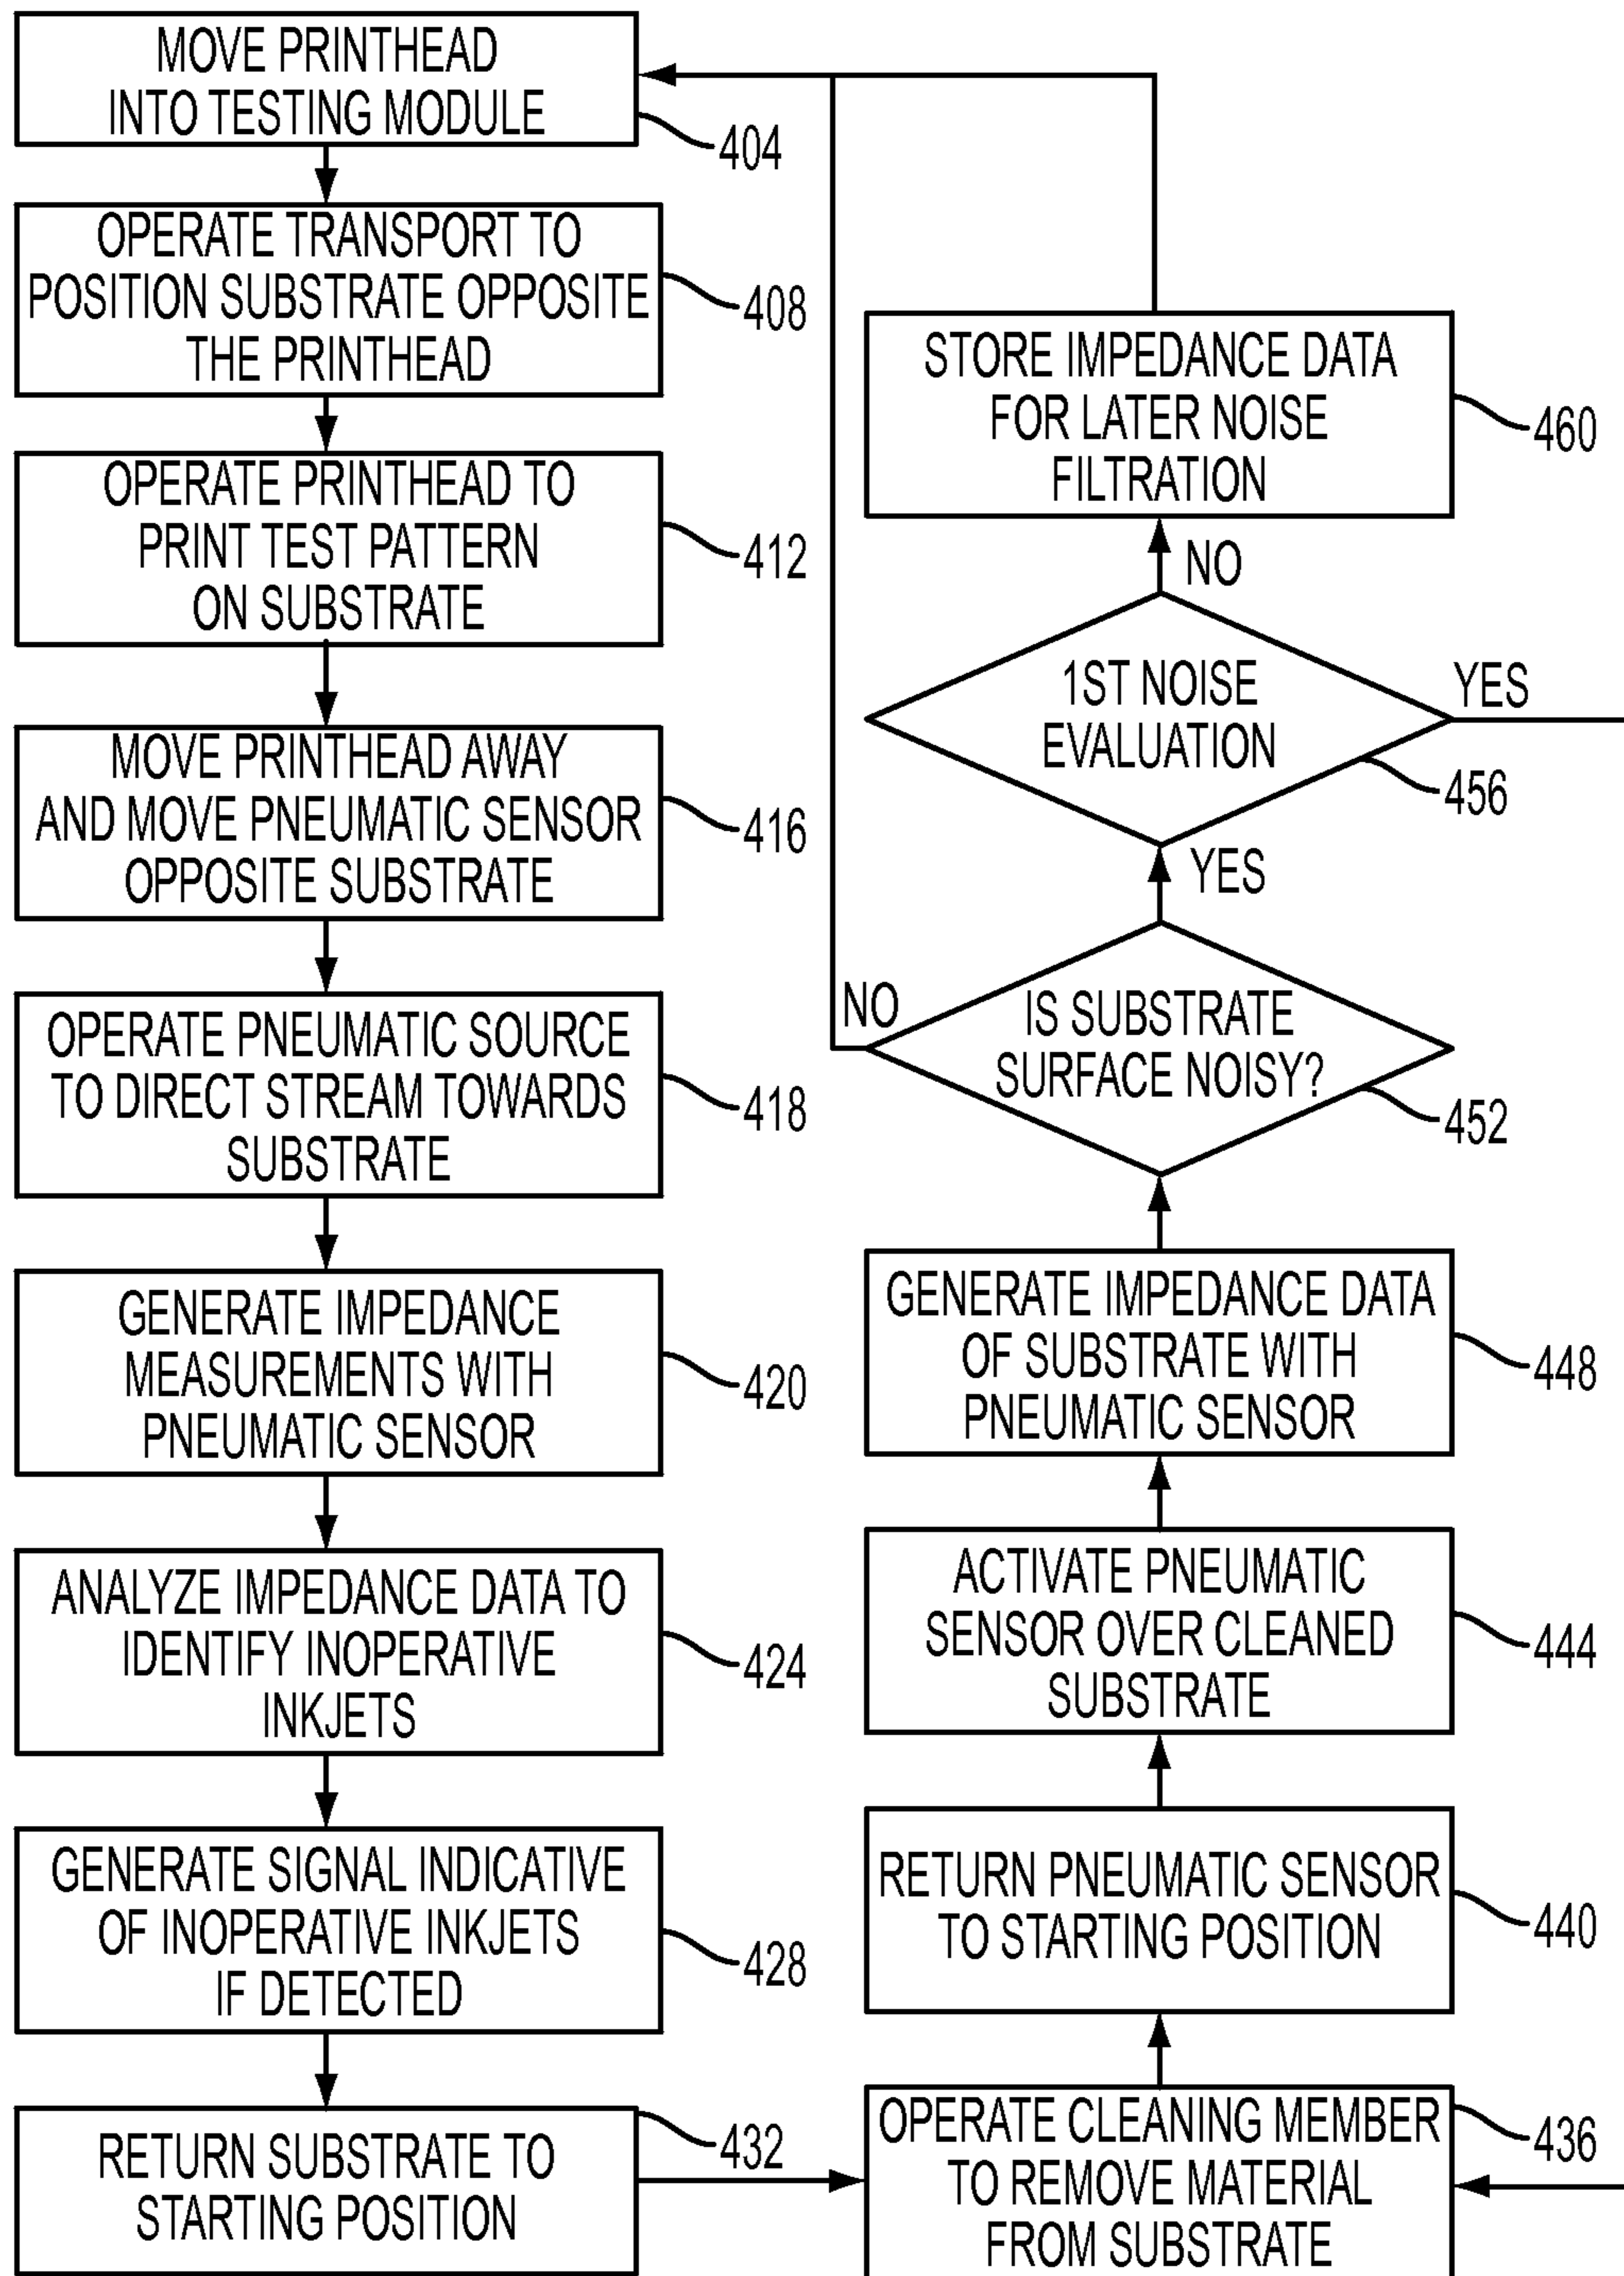 MOVE PRINTHEAD
INTO TESTING MODULE
404
OPERATE TRANSPORT TO
POSITION SUBSTRATE OPPOSITE
THE PRINTHEAD
408
OPERATE PRINTHEAD TO
PRINT TEST PATTERN
ON SUBSTRATE
412
MOVE PRINTHEAD AWAY
AND MOVE PNEUMATIC SENSOR
OPPOSITE SUBSTRATE
416
OPERATE PNEUMATIC SOURCE
TO DIRECT STREAM TOWARDS
SUBSTRATE
418
GENERATE IMPEDANCE
MEASUREMENTS WITH
PNEUMATIC SENSOR
420
ANALYZE IMPEDANCE DATA TO
IDENTIFY INOPERATIVE
INKJETS
424
GENERATE SIGNAL INDICATIVE
OF INOPERATIVE INKJETS
IF DETECTED
428
RETURN SUBSTRATE TO
STARTING POSITION
432
OPERATE CLEANING MEMBER
TO REMOVE MATERIAL
FROM SUBSTRATE
436
RETURN PNEUMATIC SENSOR
TO STARTING POSITION
440
ACTIVATE PNEUMATIC
SENSOR OVER CLEANED
SUBSTRATE
444
GENERATE IMPEDANCE DATA
OF SUBSTRATE WITH
PNEUMATIC SENSOR
448
IS SUBSTRATE
SURFACE NOISY?
452
NO
YES
1ST NOISE
EVALUATION
456
YES
NO
STORE IMPEDANCE DATA
FOR LATER NOISE
FILTRATION
460